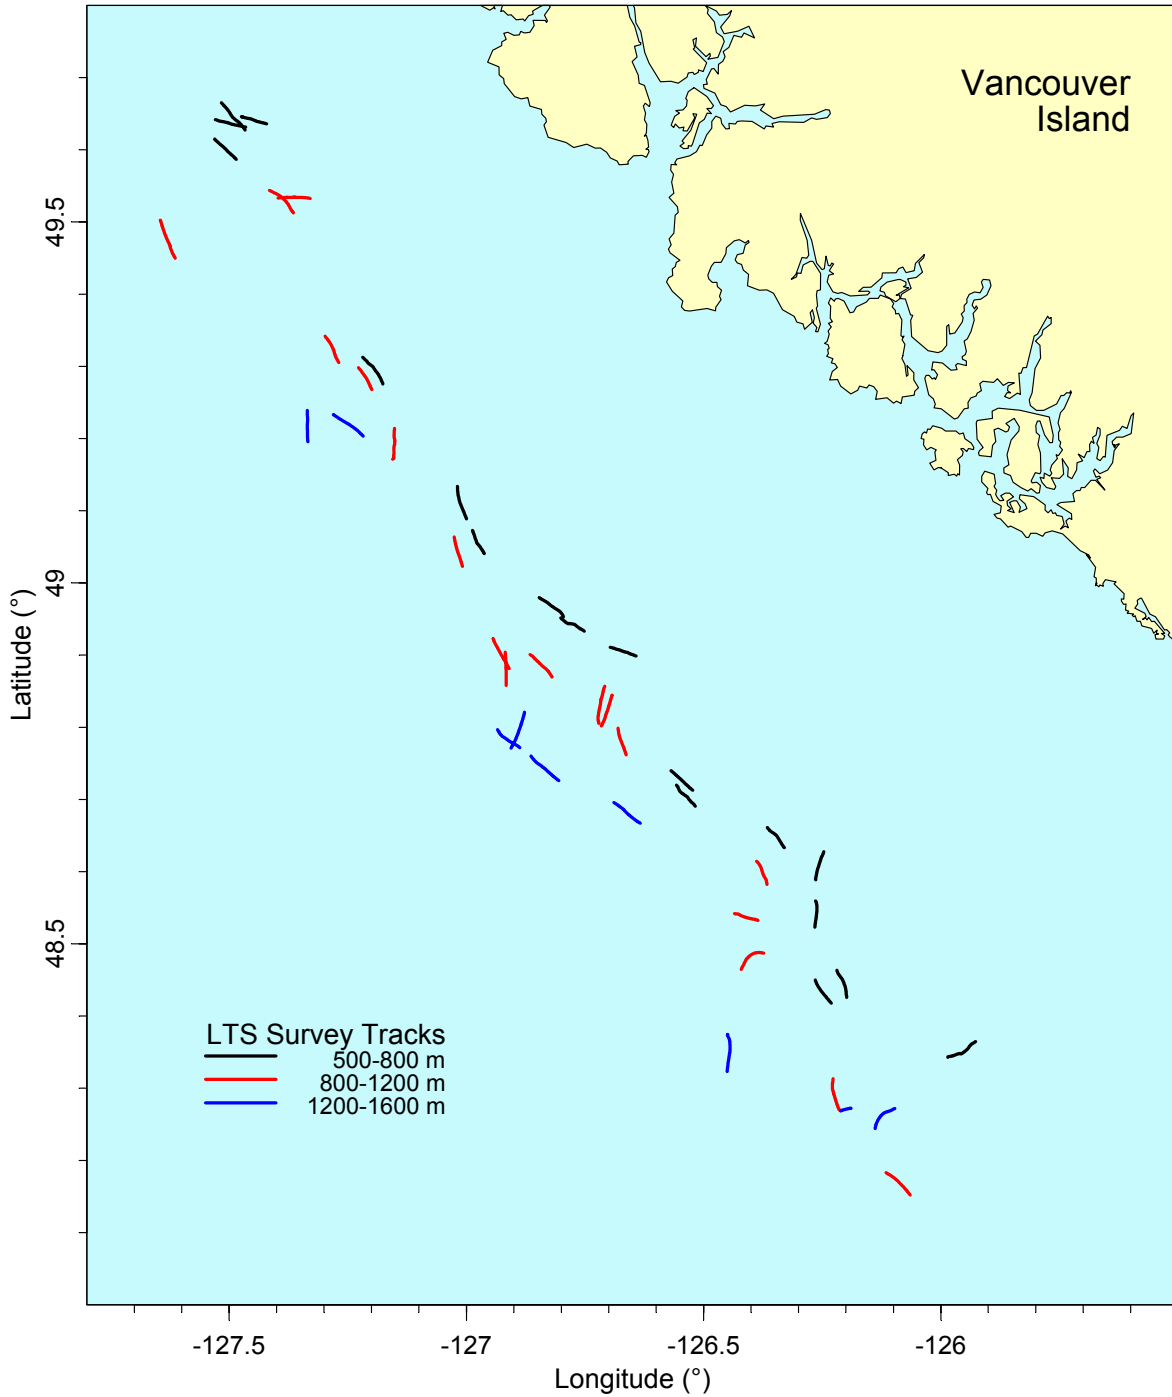 Vancouver
Island
49.5
49
48.5
Latitude (°)
LTS Survey Tracks
500-800 m
800-1200 m
1200-1600 m
-127.5
-127
-126.5
-126
Longitude (°)